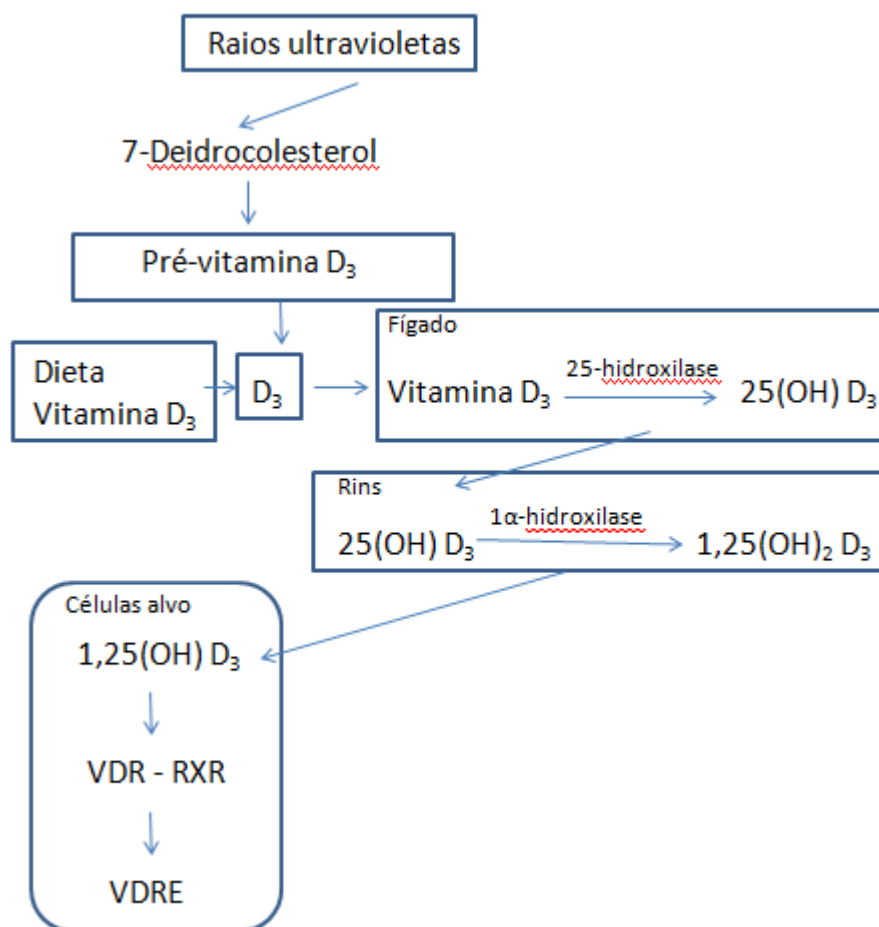 Raios ultravioletas
7-Deidrocolesterol
Pré-vitamina D₃
Dieta
Vitamina D₃
D₃
Fígado
Vitamina D₃ 25-hidroxilase 25(OH) D₃
Rins
25(OH) D₃ 1α-hidroxilase 1,25(OH)₂ D₃
Células alvo
1,25(OH) D₃
VDR - RXR
VDRE